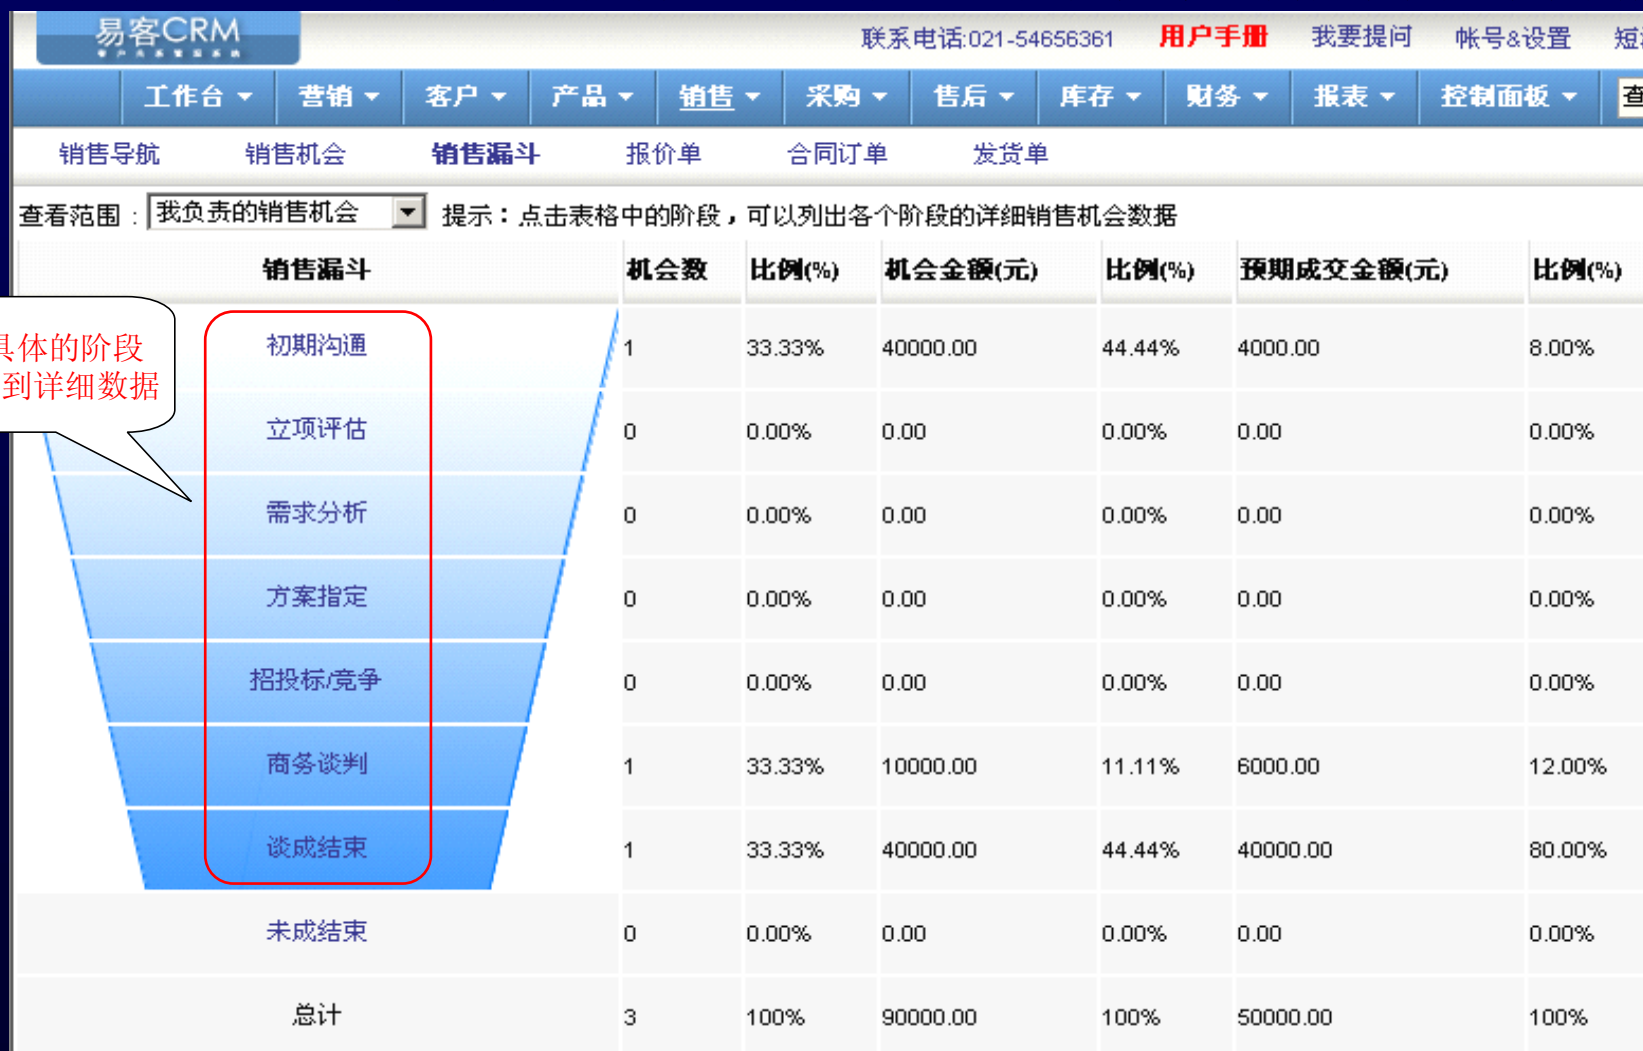 易客CRM
客户关系管理系统
联系电话:021-54656361 用户手册 我要提问 帐号&设置
工作台 营销 客户 产品 销售 采购 售后 库存 财务 报表 控制面板 查
销售导航 销售机会 销售漏斗 报价单 合同订单 发货单
查看范围: 我负责的销售机会 提示：点击表格中的阶段，可以列出各个阶段的详细销售机会数据
销售漏斗 机会数 比例(%) 机会金额(元) 比例(%) 预期成交金额(元) 比例(%)
具体的阶段
到详细数据
初期沟通 1 33.33% 40000.00 44.44% 4000.00 8.00%
立项评估 0 0.00% 0.00 0.00% 0.00 0.00%
需求分析 0 0.00% 0.00 0.00% 0.00 0.00%
方案指定 0 0.00% 0.00 0.00% 0.00 0.00%
招投标/竞争 0 0.00% 0.00 0.00% 0.00 0.00%
商务谈判 1 33.33% 10000.00 11.11% 6000.00 12.00%
谈成结束 1 33.33% 40000.00 44.44% 40000.00 80.00%
未成结束 0 0.00% 0.00 0.00% 0.00 0.00%
总计 3 100% 90000.00 100% 50000.00 100%